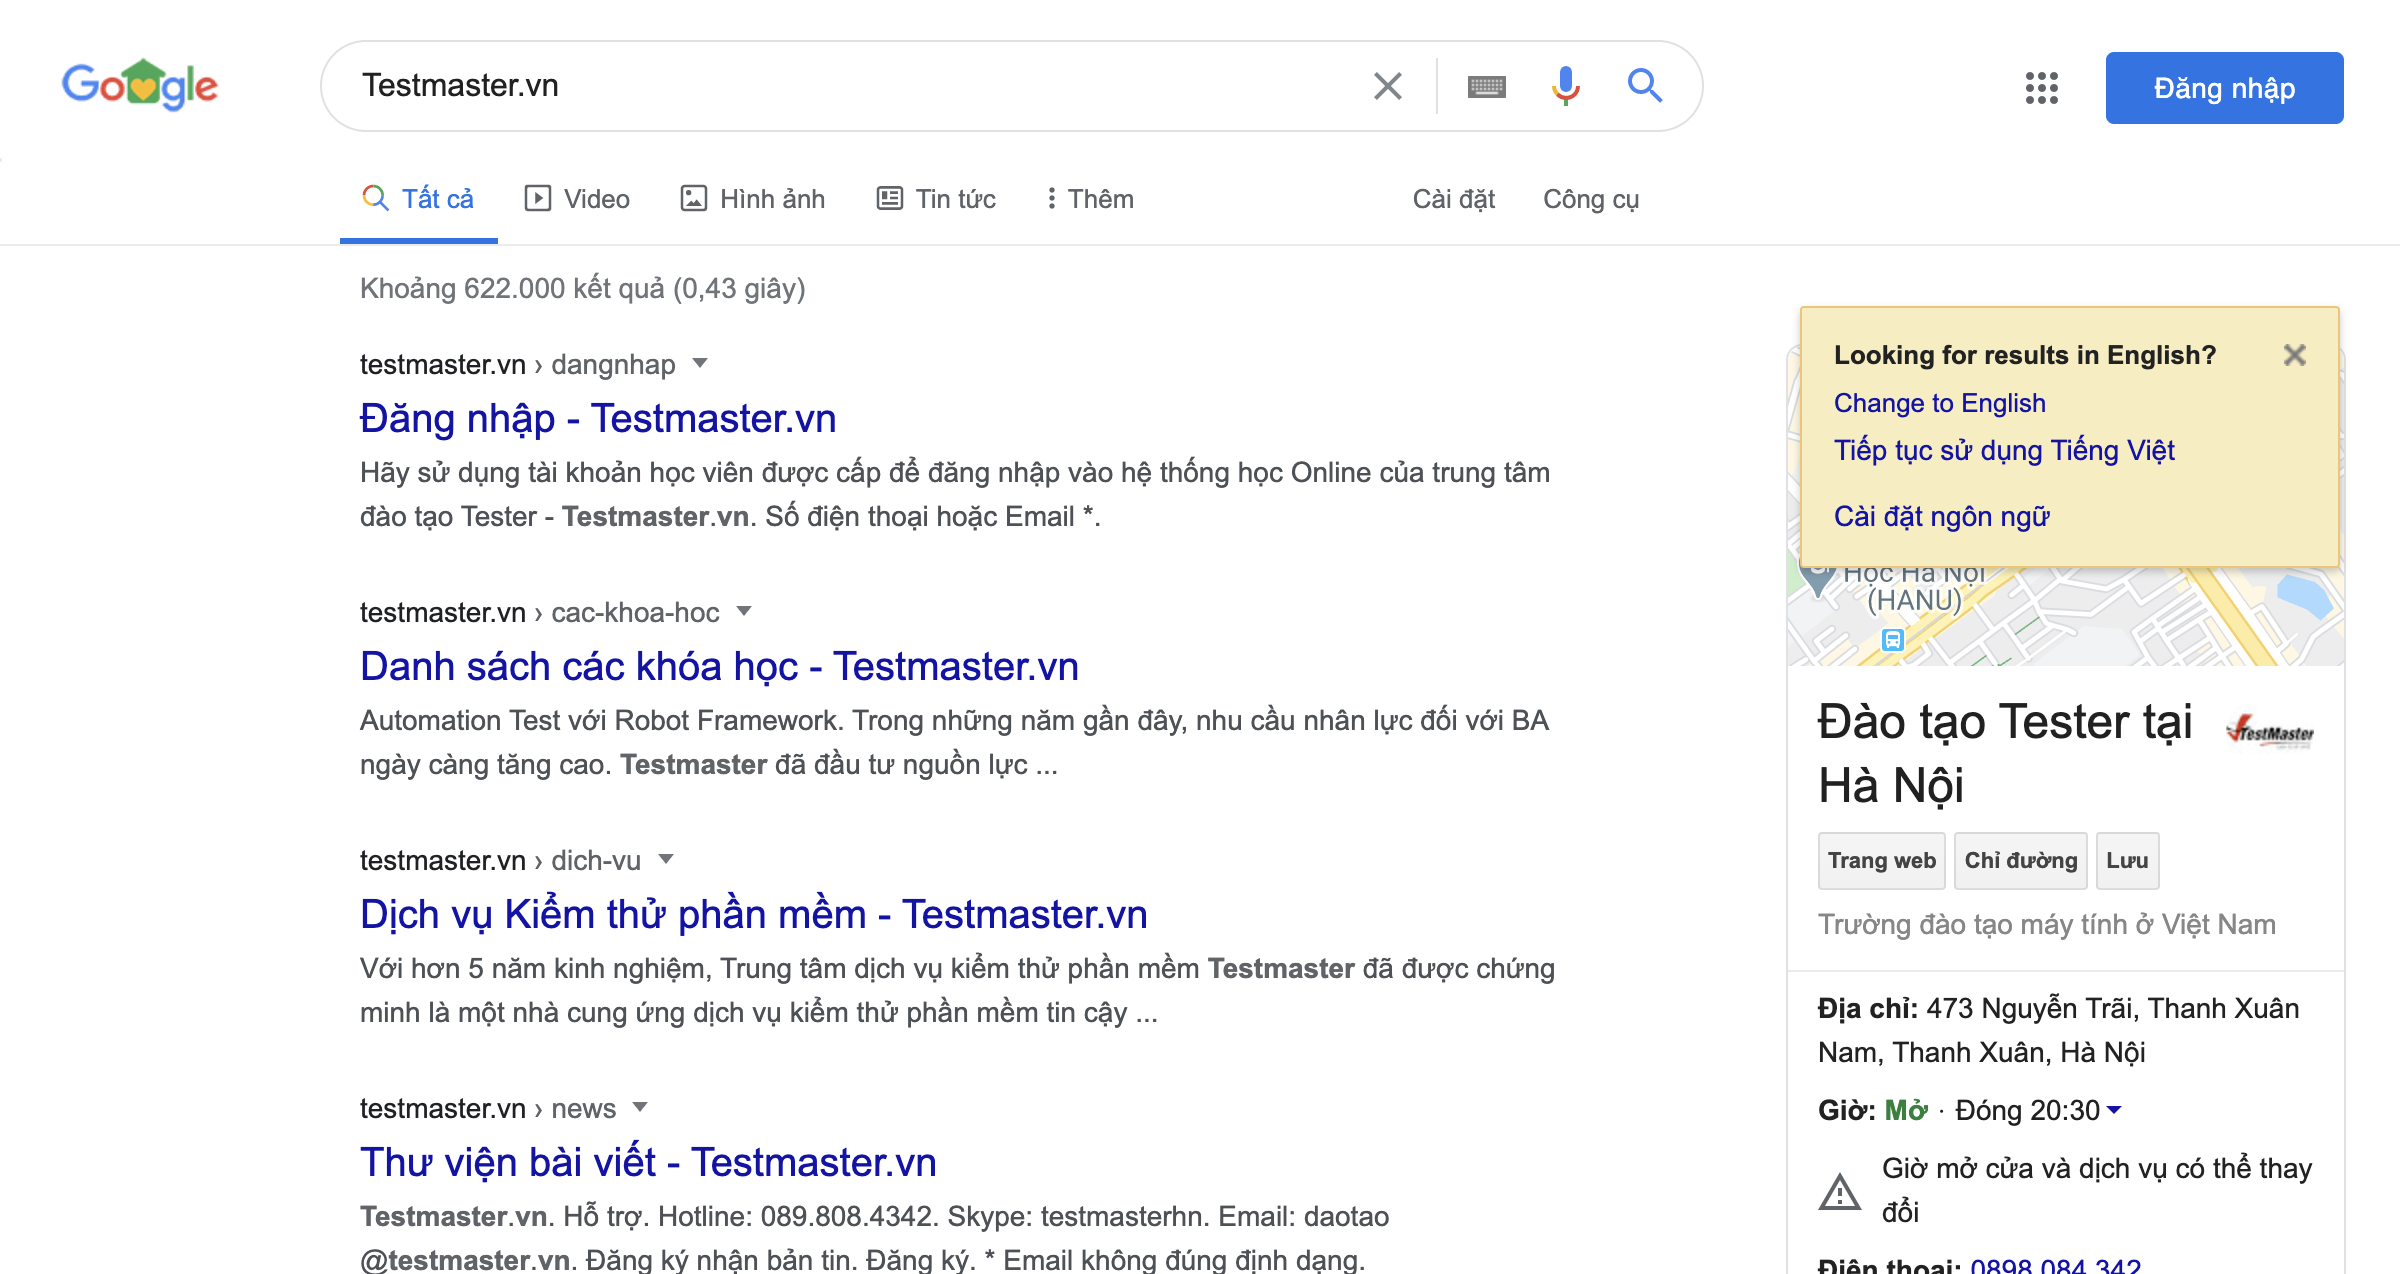 Google
Testmaster.vn
Đăng nhập
Tất cả
Video
Hình ảnh
Tin tức
Thêm
Cài đặt
Công cụ
Khoảng 622.000 kết quả (0,43 giây)
testmaster.vn › dangnhap
Đăng nhập - Testmaster.vn
Hãy sử dụng tài khoản học viên được cấp để đăng nhập vào hệ thống học Online của trung tâm
đào tạo Tester - Testmaster.vn. Số điện thoại hoặc Email *.
testmaster.vn › cac-khoa-hoc
Danh sách các khóa học - Testmaster.vn
Automation Test với Robot Framework. Trong những năm gần đây, nhu cầu nhân lực đối với BA
ngày càng tăng cao. Testmaster đã đầu tư nguồn lực ...
testmaster.vn › dich-vu
Dịch vụ Kiểm thử phần mềm - Testmaster.vn
Với hơn 5 năm kinh nghiệm, Trung tâm dịch vụ kiểm thử phần mềm Testmaster đã được chứng
minh là một nhà cung ứng dịch vụ kiểm thử phần mềm tin cậy ...
testmaster.vn › news
Thư viện bài viết - Testmaster.vn
Testmaster.vn. Hỗ trợ. Hotline: 089.808.4342. Skype: testmasterhn. Email: daotao
@testmaster.vn. Đăng ký nhận bản tin. Đăng ký. * Email không đúng định dạng.
Looking for results in English?
Change to English
Tiếp tục sử dụng Tiếng Việt
Cài đặt ngôn ngữ
Học Hà Nội
(HANU)
Đào tạo Tester tại
Hà Nội
TestMaster
Trang web
Chỉ đường
Lưu
Trường đào tạo máy tính ở Việt Nam
Địa chỉ: 473 Nguyễn Trãi, Thanh Xuân
Nam, Thanh Xuân, Hà Nội
Giờ: Mở · Đóng 20:30
Giờ mở cửa và dịch vụ có thể thay
đổi
Điện thoại: 0898 084 342